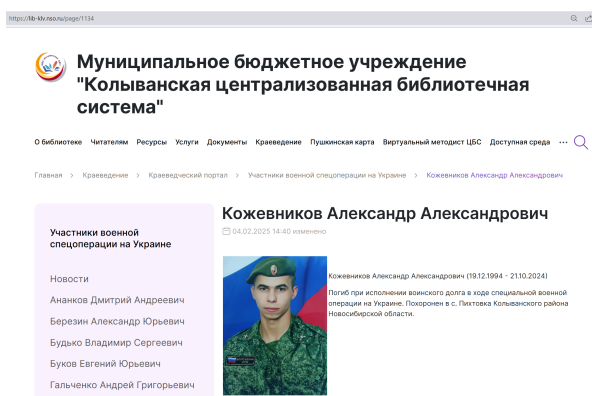 https://lib-klv.nso.ru/page/1134
Муниципальное бюджетное учреждение
"Колыванская централизованная библиотечная
система"
О библиотеке Читателям Ресурсы Услуги Документы Краеведение Пушкинская карта Виртуальный методист ЦБС Доступная среда ...
Главная > Краеведение > Краеведческий портал > Участники военной спецоперации на Украине > Кожевников Александр Александрович
Участники военной
спецоперации на Украине
Новости
Ананков Дмитрий Андреевич
Березин Александр Юрьевич
Будько Владимир Сергеевич
Буков Евгений Юрьевич
Гальченко Андрей Григорьевич
Кожевников Александр Александрович
04.02.2025 14:40 изменено
Кожевников Александр Александрович (19.12.1994 - 21.10.2024)
Погиб при исполнении воинского долга в ходе специальной военной
операции на Украине. Похоронен в с. Пихтовка Колыванского района
Новосибирской области.